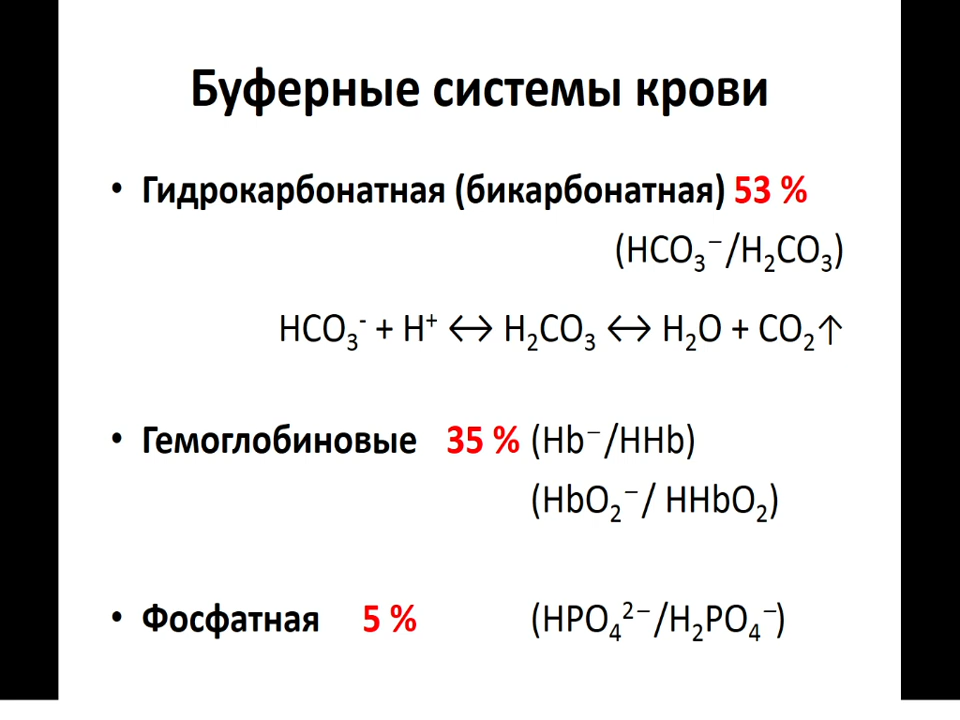 Буферные системы крови
• Гидрокарбонатная (бикарбонатная) 53 %
(HCO₃⁻/H₂CO₃)
HCO₃⁻ + H⁺ ↔ H₂CO₃ ↔ H₂O + CO₂↑
• Гемоглобиновые 35 % (Hb⁻/HHb)
(HbO₂⁻/ HHbO₂)
• Фосфатная 5 % (HPO₄²⁻/H₂PO₄⁻)